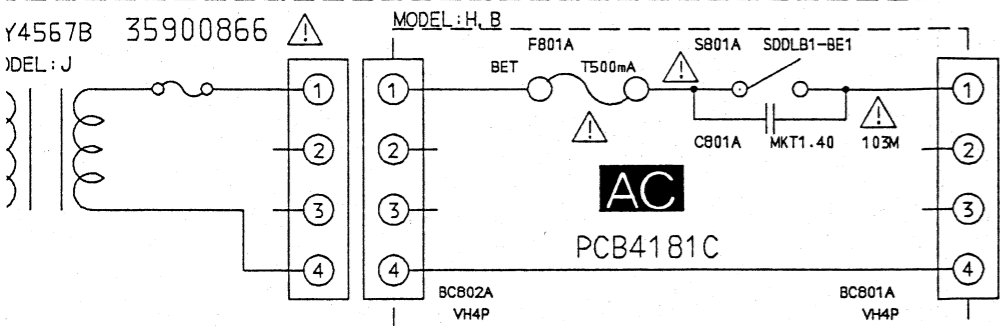 MODEL:H,B
Y4567B 35900866
ODEL:J
F801A
BET
T500mA
S801A
SDDLB1-BE1
C801A
MKT1.40
103M
AC
PCB4181C
1
2
3
4
1
2
3
4
1
2
3
4
BC802A
VH4P
BC801A
VH4P